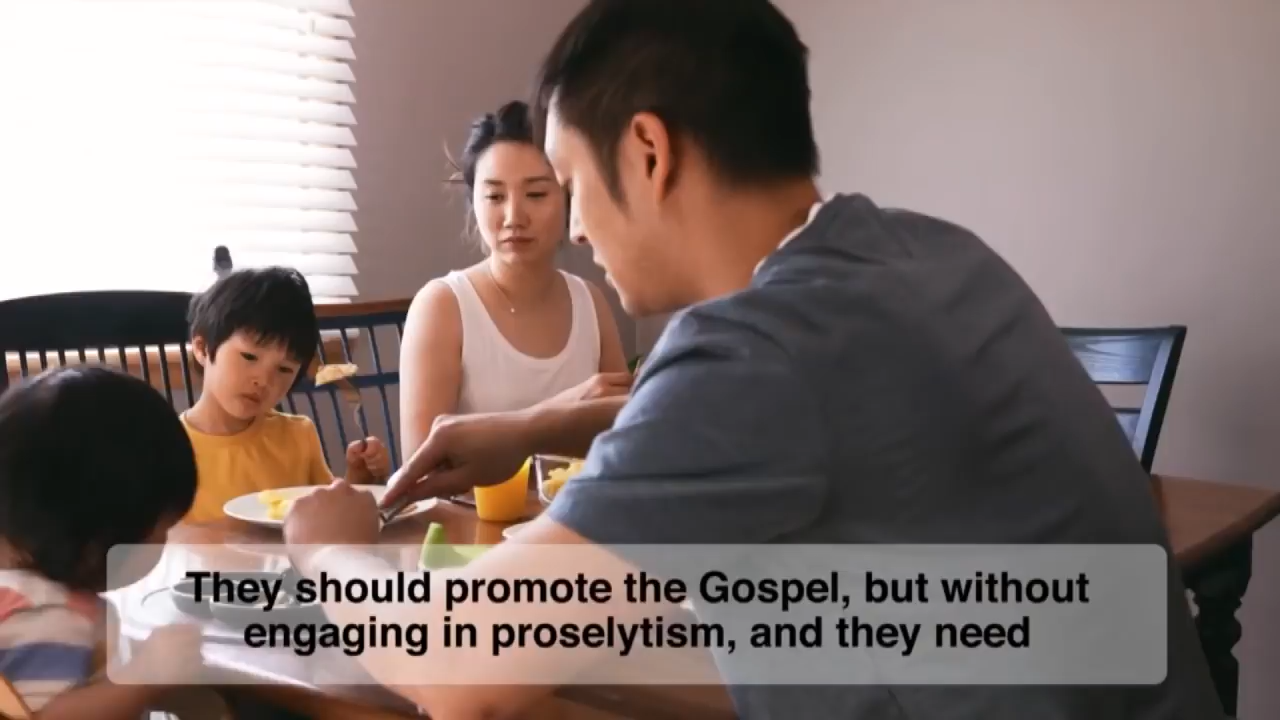 They should promote the Gospel, but without
engaging in proselytism, and they need